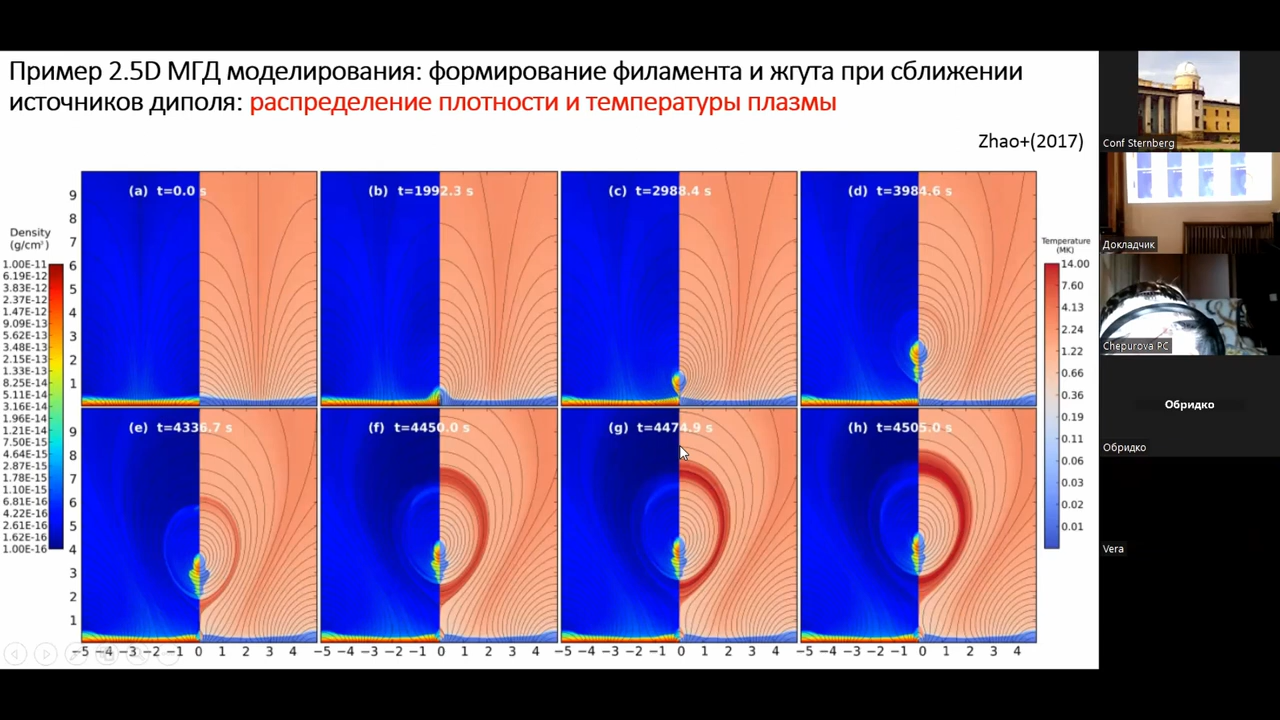 Пример 2.5D МГД моделирования: формирование филамента и жгута при сближении
источников диполя: распределение плотности и температуры плазмы
Zhao+(2017)
Density
(g/cm³)
1.00E-11
6.19E-12
3.83E-12
2.37E-12
1.47E-12
9.09E-13
5.62E-13
3.48E-13
2.15E-13
1.33E-13
8.25E-14
5.11E-14
3.16E-14
1.96E-14
1.21E-14
7.50E-15
4.64E-15
2.87E-15
1.78E-15
1.10E-15
6.81E-16
4.22E-16
2.61E-16
1.62E-16
1.00E-16
(a) t=0.0 s
(b) t=1992.3 s
(c) t=2988.4 s
(d) t=3984.6 s
9
8
7
6
5
4
3
2
1
(e) t=4336.7 s
(f) t=4450.0 s
(g) t=4474.9 s
(h) t=4505.0 s
9
8
7
6
5
4
3
2
1
−5 −4 −3 −2 −1 0 1 2 3 4
−5 −4 −3 −2 −1 0 1 2 3 4
−5 −4 −3 −2 −1 0 1 2 3 4
−5 −4 −3 −2 −1 0 1 2 3 4
Temperature
(MK)
14.00
7.60
4.13
2.24
1.22
0.66
0.36
0.19
0.11
0.06
0.03
0.02
0.01
Conf Sternberg
Докладчик
Chepurova PC
Обридко
Обридко
Vera